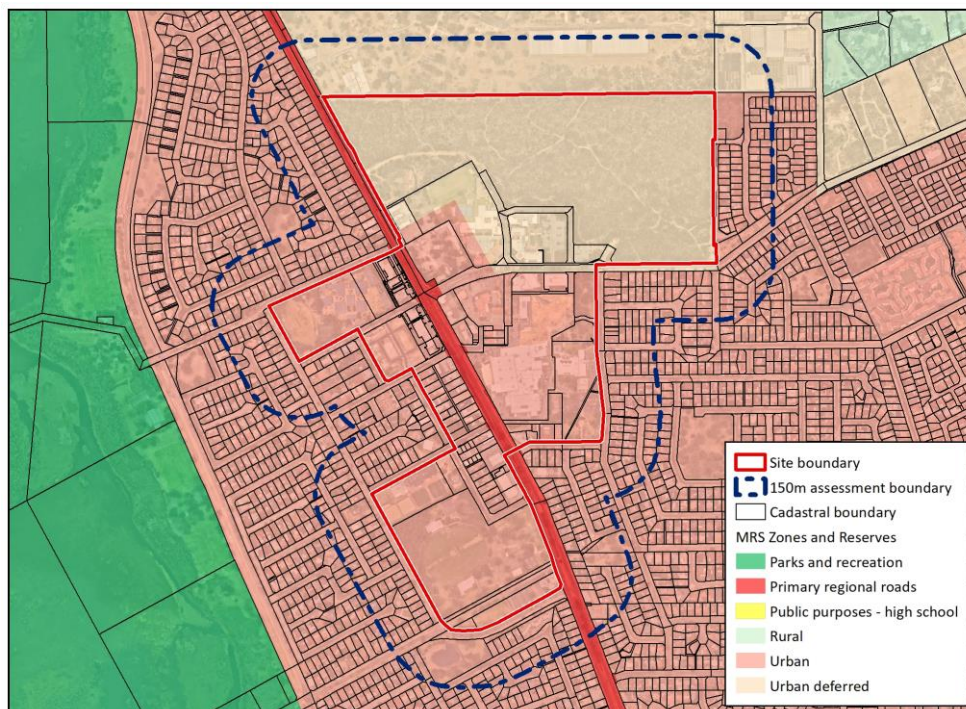 Site boundary
150m assessment boundary
Cadastral boundary
MRS Zones and Reserves
Parks and recreation
Primary regional roads
Public purposes - high school
Rural
Urban
Urban deferred